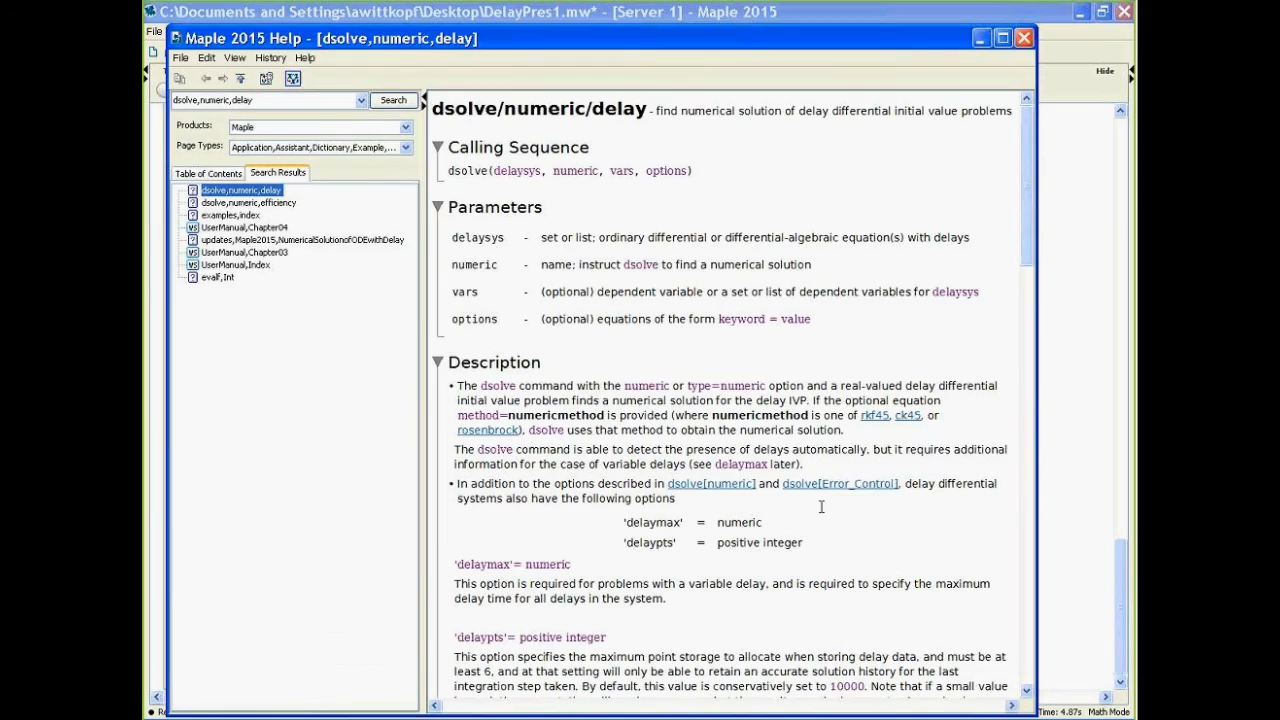 C:\Documents and Settings\awittkopf\Desktop\DelayPres1.mw* - [Server 1] - Maple 2015
File
Maple 2015 Help - [dsolve,numeric,delay]
File Edit View History Help
Hide
dsolve,numeric,delay
Search
Products: Maple
Page Types: Application,Assistant,Dictionary,Example,...
Table of Contents Search Results
dsolve,numeric,delay
dsolve,numeric,efficiency
examples,index
UserManual,Chapter04
updates,Maple2015,NumericalSolutionofODEwithDelay
UserManual,Chapter03
UserManual,Index
evalf,Int
dsolve/numeric/delay - find numerical solution of delay differential initial value problems
Calling Sequence
dsolve(delaysys, numeric, vars, options)
Parameters
delaysys - set or list; ordinary differential or differential-algebraic equation(s) with delays
numeric - name; instruct dsolve to find a numerical solution
vars - (optional) dependent variable or a set or list of dependent variables for delaysys
options - (optional) equations of the form keyword = value
Description
• The dsolve command with the numeric or type=numeric option and a real-valued delay differential
initial value problem finds a numerical solution for the delay IVP. If the optional equation
method=numericmethod is provided (where numericmethod is one of rkf45, ck45, or
rosenbrock), dsolve uses that method to obtain the numerical solution.
The dsolve command is able to detect the presence of delays automatically, but it requires additional
information for the case of variable delays (see delaymax later).
• In addition to the options described in dsolve[numeric] and dsolve[Error_Control], delay differential
systems also have the following options
'delaymax' = numeric
'delaypts' = positive integer
'delaymax'= numeric
This option is required for problems with a variable delay, and is required to specify the maximum
delay time for all delays in the system.
'delaypts'= positive integer
This option specifies the maximum point storage to allocate when storing delay data, and must be at
least 6, and at that setting will only be able to retain an accurate solution history for the last
integration step taken. By default, this value is conservatively set to 10000. Note that if a small value
Time: 4.87s Math Mode